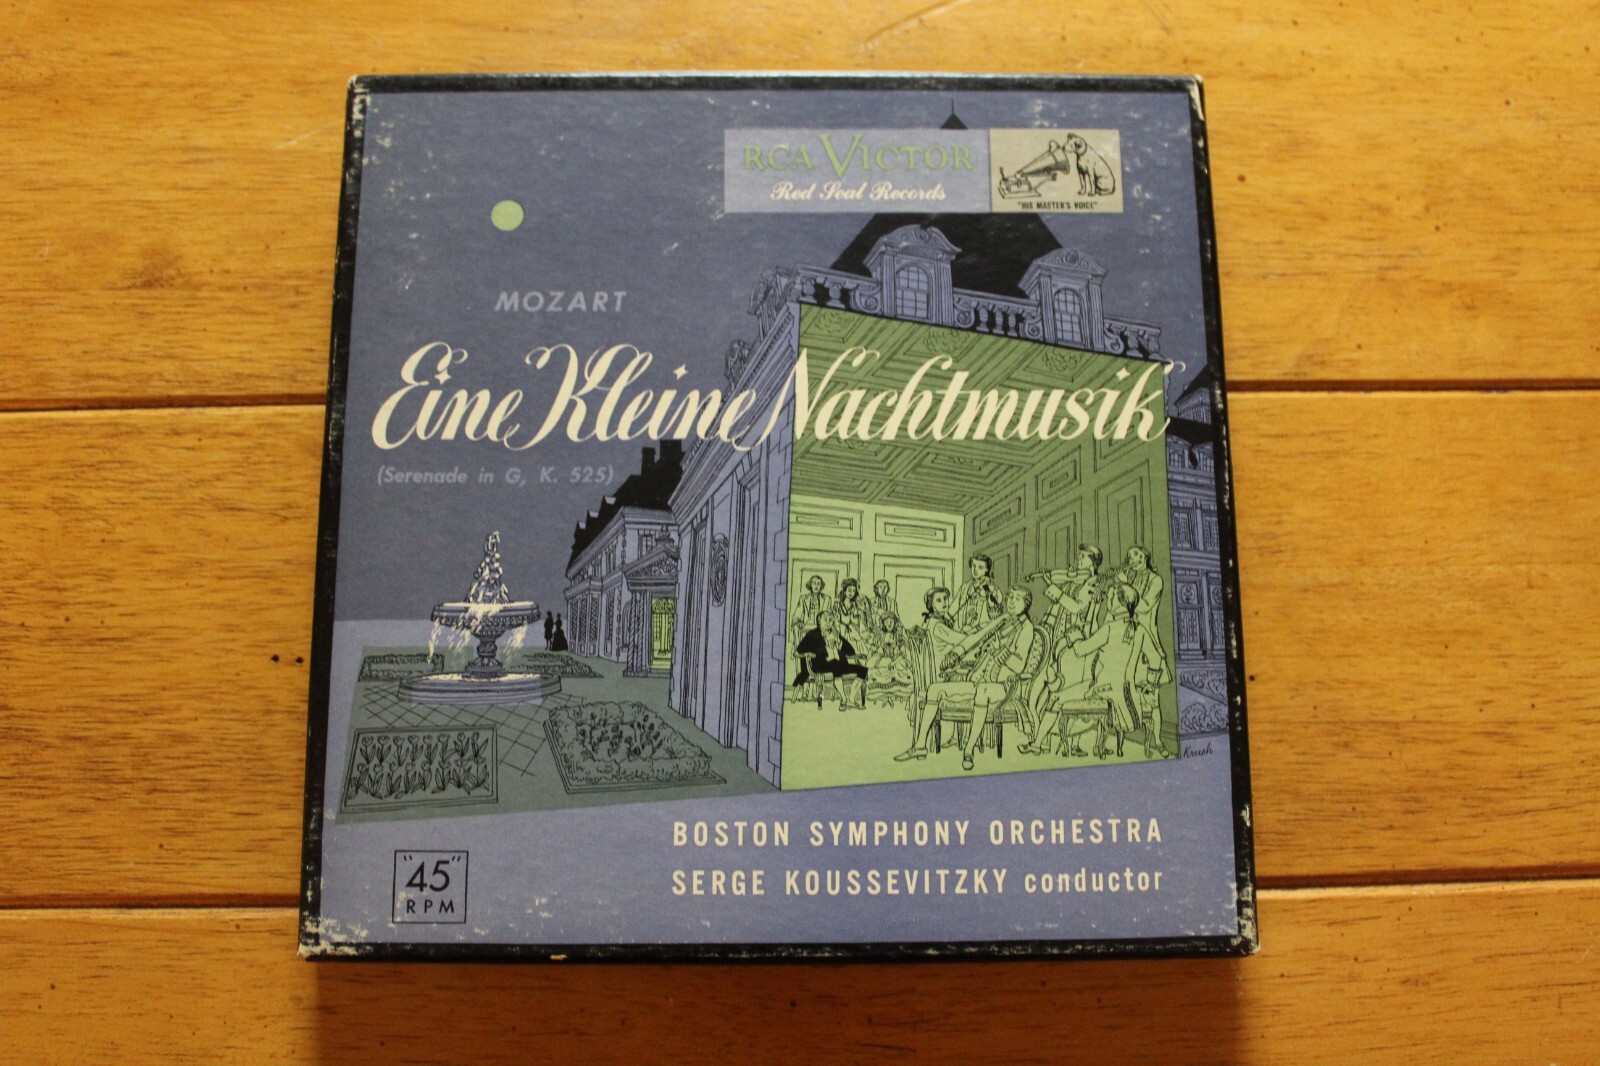 RCA VICTOR
Red Seal Records
"HIS MASTER'S VOICE"
MOZART
Eine Kleine Nachtmusik
(Serenade in G, K. 525)
Krush
BOSTON SYMPHONY ORCHESTRA
SERGE KOUSSEVITZKY conductor
"45"
RPM